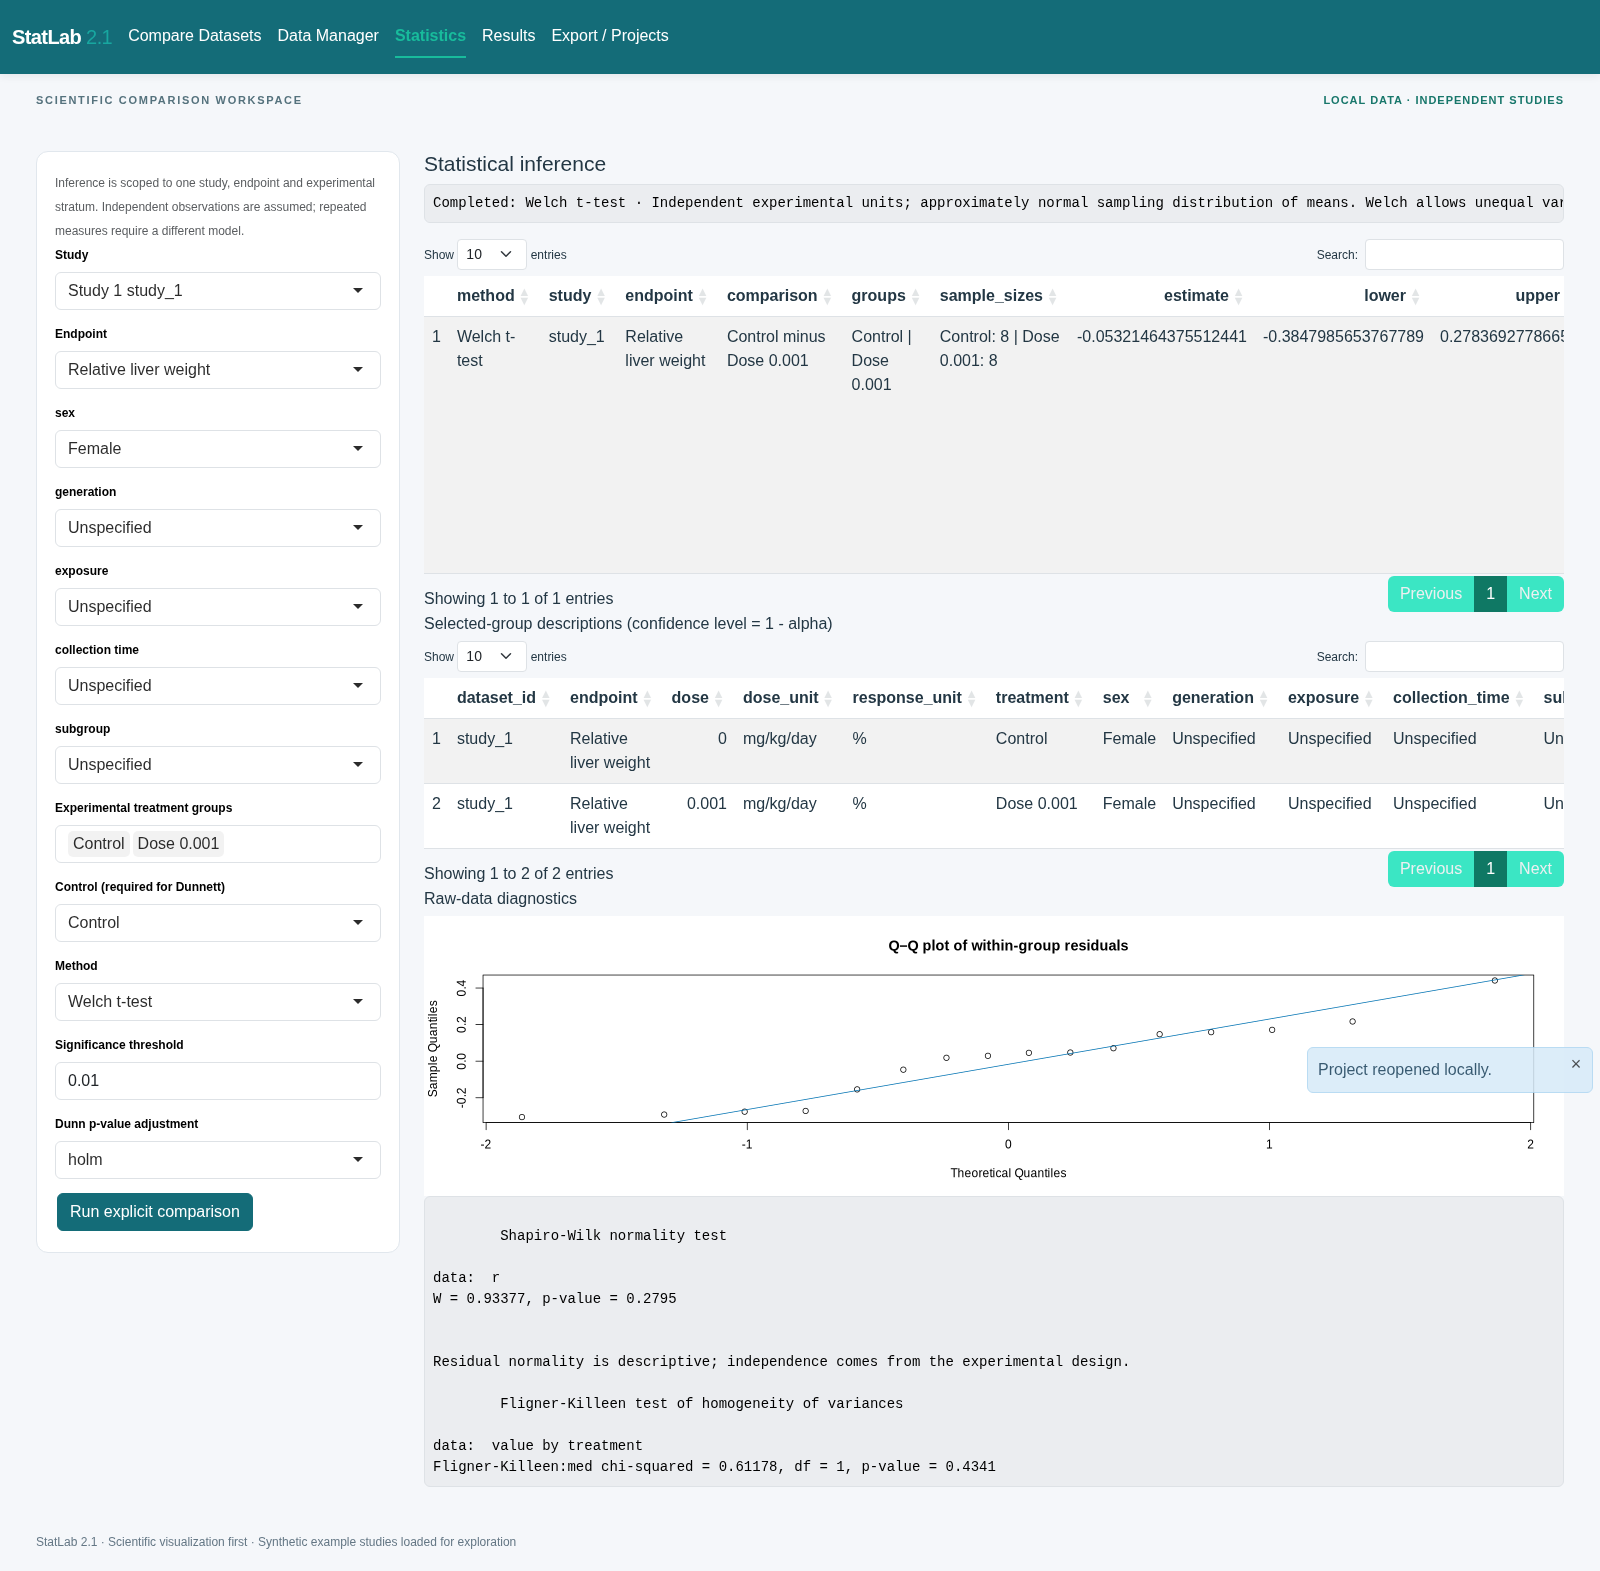 StatLab 2.1 Compare Datasets Data Manager Statistics Results Export / Projects
SCIENTIFIC COMPARISON WORKSPACE
LOCAL DATA · INDEPENDENT STUDIES
Inference is scoped to one study, endpoint and experimental
stratum. Independent observations are assumed; repeated
measures require a different model.
Study
Study 1 study_1
Endpoint
Relative liver weight
sex
Female
generation
Unspecified
exposure
Unspecified
collection time
Unspecified
subgroup
Unspecified
Experimental treatment groups
Control Dose 0.001
Control (required for Dunnett)
Control
Method
Welch t-test
Significance threshold
0.01
Dunn p-value adjustment
holm
Run explicit comparison
Statistical inference
Completed: Welch t-test · Independent experimental units; approximately normal sampling distribution of means. Welch allows unequal var
Show 10 entries
Search:
method study endpoint comparison groups sample_sizes estimate lower upper
1 Welch t- study_1 Relative Control minus Control | Control: 8 | Dose -0.05321464375512441 -0.3847985653767789 0.2783692778665
test liver weight Dose 0.001 Dose 0.001: 8
0.001
Showing 1 to 1 of 1 entries
Previous 1 Next
Selected-group descriptions (confidence level = 1 - alpha)
Show 10 entries
Search:
dataset_id endpoint dose dose_unit response_unit treatment sex generation exposure collection_time sul
1 study_1 Relative 0 mg/kg/day % Control Female Unspecified Unspecified Unspecified Un
liver weight
2 study_1 Relative 0.001 mg/kg/day % Dose 0.001 Female Unspecified Unspecified Unspecified Un
liver weight
Showing 1 to 2 of 2 entries
Previous 1 Next
Raw-data diagnostics
Q–Q plot of within-group residuals
Sample Quantiles
0.4
0.2
0.0
-0.2
-2 -1 0 1 2
Theoretical Quantiles
Project reopened locally. ×
Shapiro-Wilk normality test
data: r
W = 0.93377, p-value = 0.2795
Residual normality is descriptive; independence comes from the experimental design.
Fligner-Killeen test of homogeneity of variances
data: value by treatment
Fligner-Killeen:med chi-squared = 0.61178, df = 1, p-value = 0.4341
StatLab 2.1 · Scientific visualization first · Synthetic example studies loaded for exploration